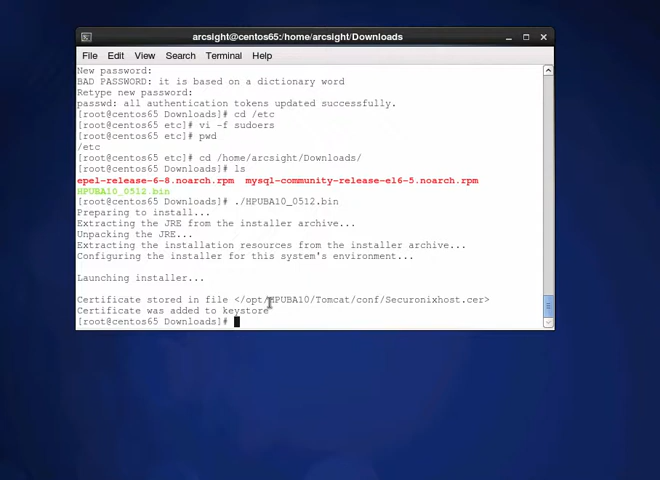 arcsight@centos65:/home/arcsight/Downloads
File Edit View Search Terminal Help
New password:
BAD PASSWORD: it is based on a dictionary word
Retype new password:
passwd: all authentication tokens updated successfully.
[root@centos65 Downloads]# cd /etc
[root@centos65 etc]# vi -f sudoers
[root@centos65 etc]# pwd
/etc
[root@centos65 etc]# cd /home/arcsight/Downloads/
[root@centos65 Downloads]# ls
epel-release-6-8.noarch.rpm mysql-community-release-el6-5.noarch.rpm
HPUBA10_0512.bin
[root@centos65 Downloads]# ./HPUBA10_0512.bin
Preparing to install...
Extracting the JRE from the installer archive...
Unpacking the JRE...
Extracting the installation resources from the installer archive...
Configuring the installer for this system's environment...
Launching installer...
Certificate stored in file </opt/HPUBA10/Tomcat/conf/Securonixhost.cer>
Certificate was added to keystore
[root@centos65 Downloads]#